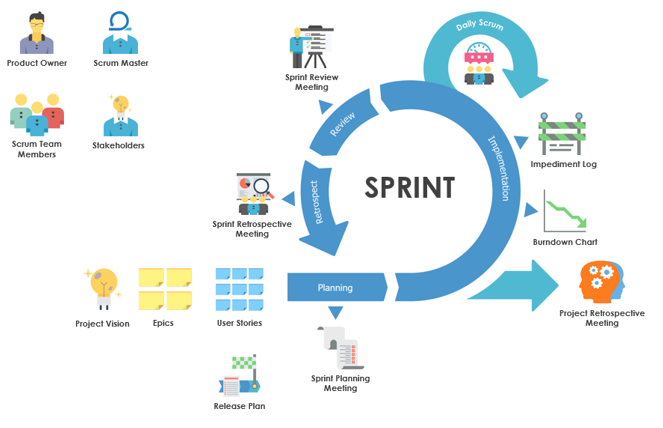 Product Owner
Scrum Master
Scrum Team
Members
Stakeholders
Sprint Review
Meeting
Daily Scrum
Review
Implementation
Impediment Log
SPRINT
Retrospect
Sprint Retrospective
Meeting
Burndown Chart
Planning
Project Vision
Epics
User Stories
Project Retrospective
Meeting
Sprint Planning
Meeting
Release Plan